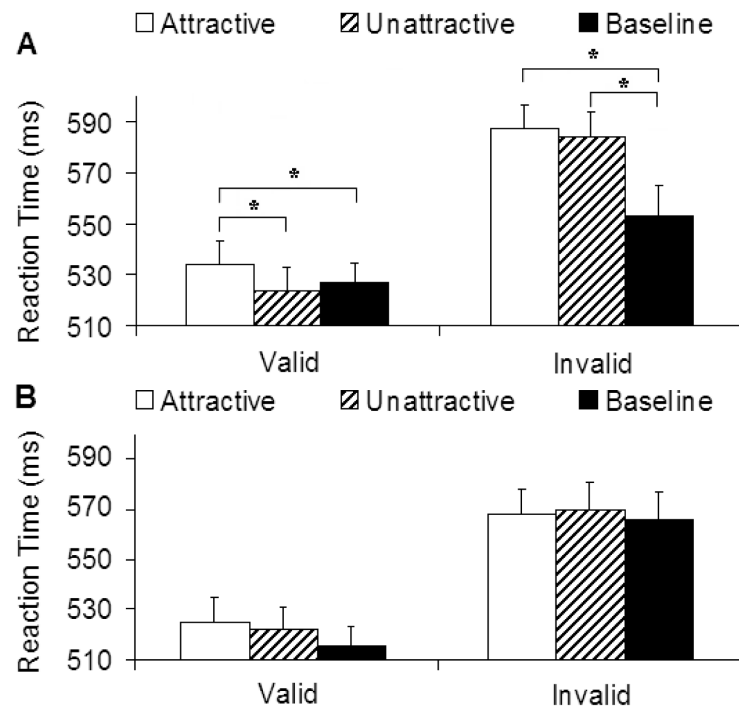 Attractive Unattractive Baseline
A
*
*
590
570
*
550
*
530
510
Reaction Time (ms)
Valid Invalid
B Attractive Unattractive Baseline
590
570
550
530
510
Reaction Time (ms)
Valid Invalid